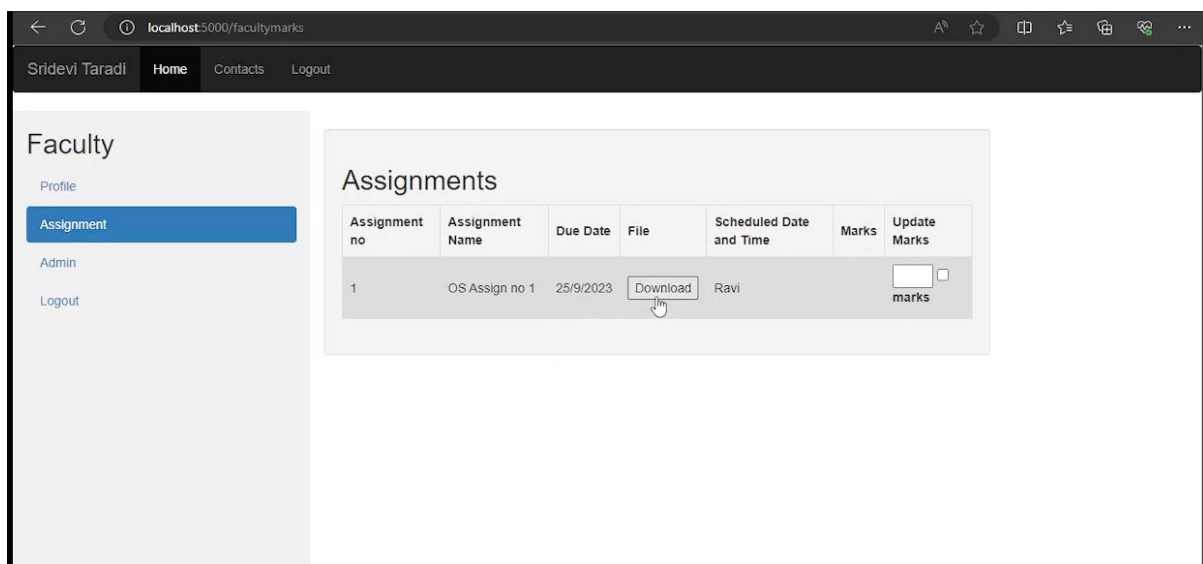 localhost:5000/facultymarks
Sridevi Taradi Home Contacts Logout
Faculty
Profile
Assignment
Admin
Logout
Assignments
Assignment no Assignment Name Due Date File Scheduled Date and Time Marks Update Marks
1 OS Assign no 1 25/9/2023 Download Ravi marks